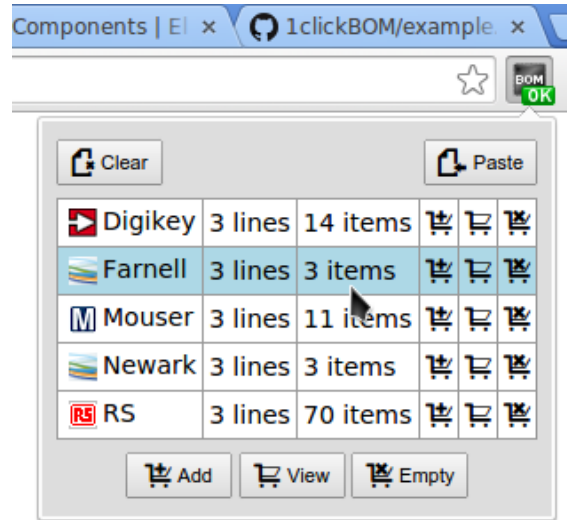 Components | El × 1clickBOM/example. ×
BOM
OK
Clear Paste
Digikey 3 lines 14 items
Farnell 3 lines 3 items
M Mouser 3 lines 11 items
Newark 3 lines 3 items
RS RS 3 lines 70 items
Add View Empty